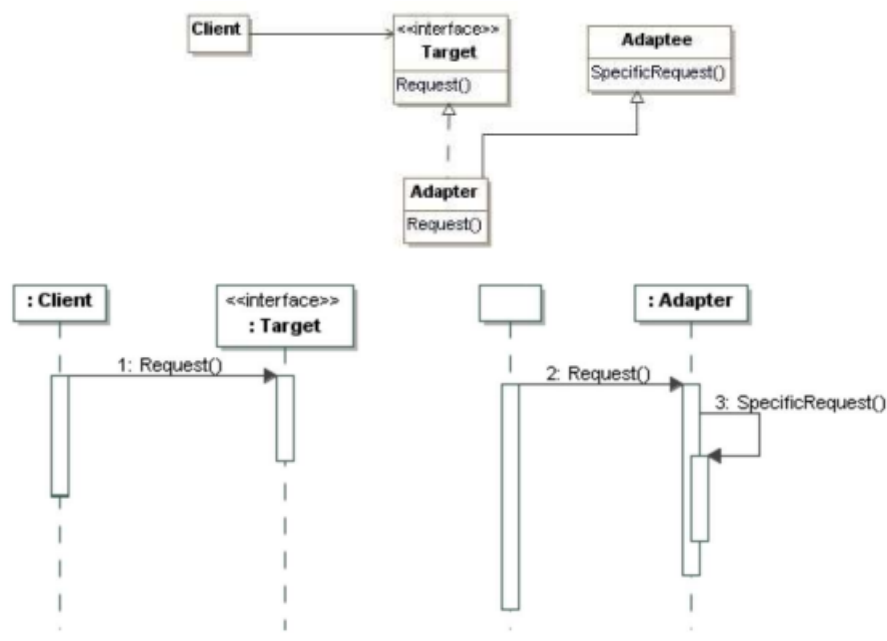 Client
<<interface>>
Target
Request()
Adaptee
SpecificRequest()
Adapter
Request()
: Client
<<interface>>
: Target
: Adapter
1: Request()
2: Request()
3: SpecificRequest()